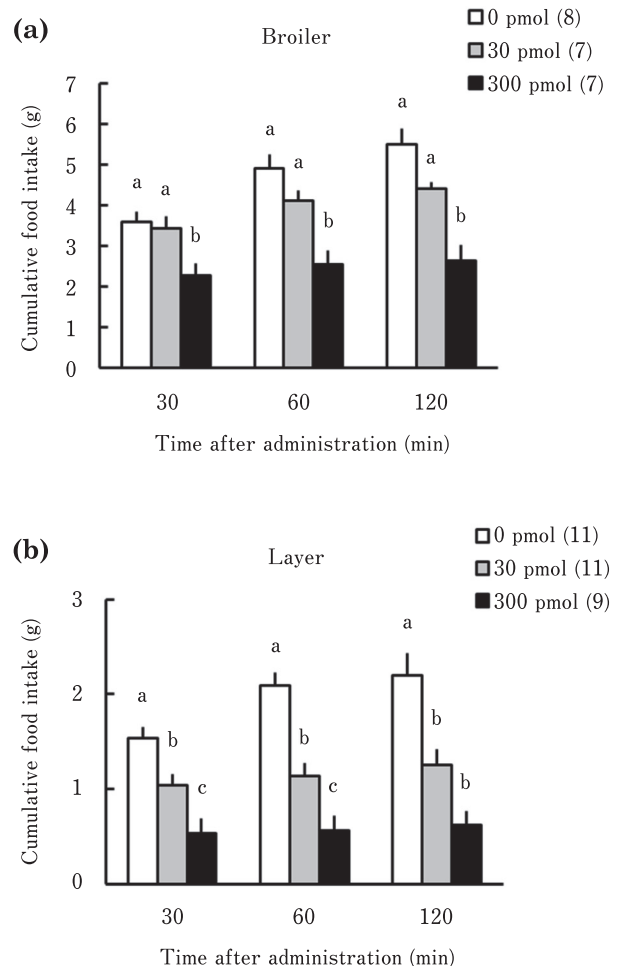 (a)
Broiler
0 pmol (8)
30 pmol (7)
300 pmol (7)
Cumulative food intake (g)
7
6
5
4
3
2
1
0
a a b
a a b
a a b
30 60 120
Time after administration (min)
(b)
Layer
0 pmol (11)
30 pmol (11)
300 pmol (9)
Cumulative food intake (g)
3
2
1
0
a b c
a b c
a b b
30 60 120
Time after administration (min)